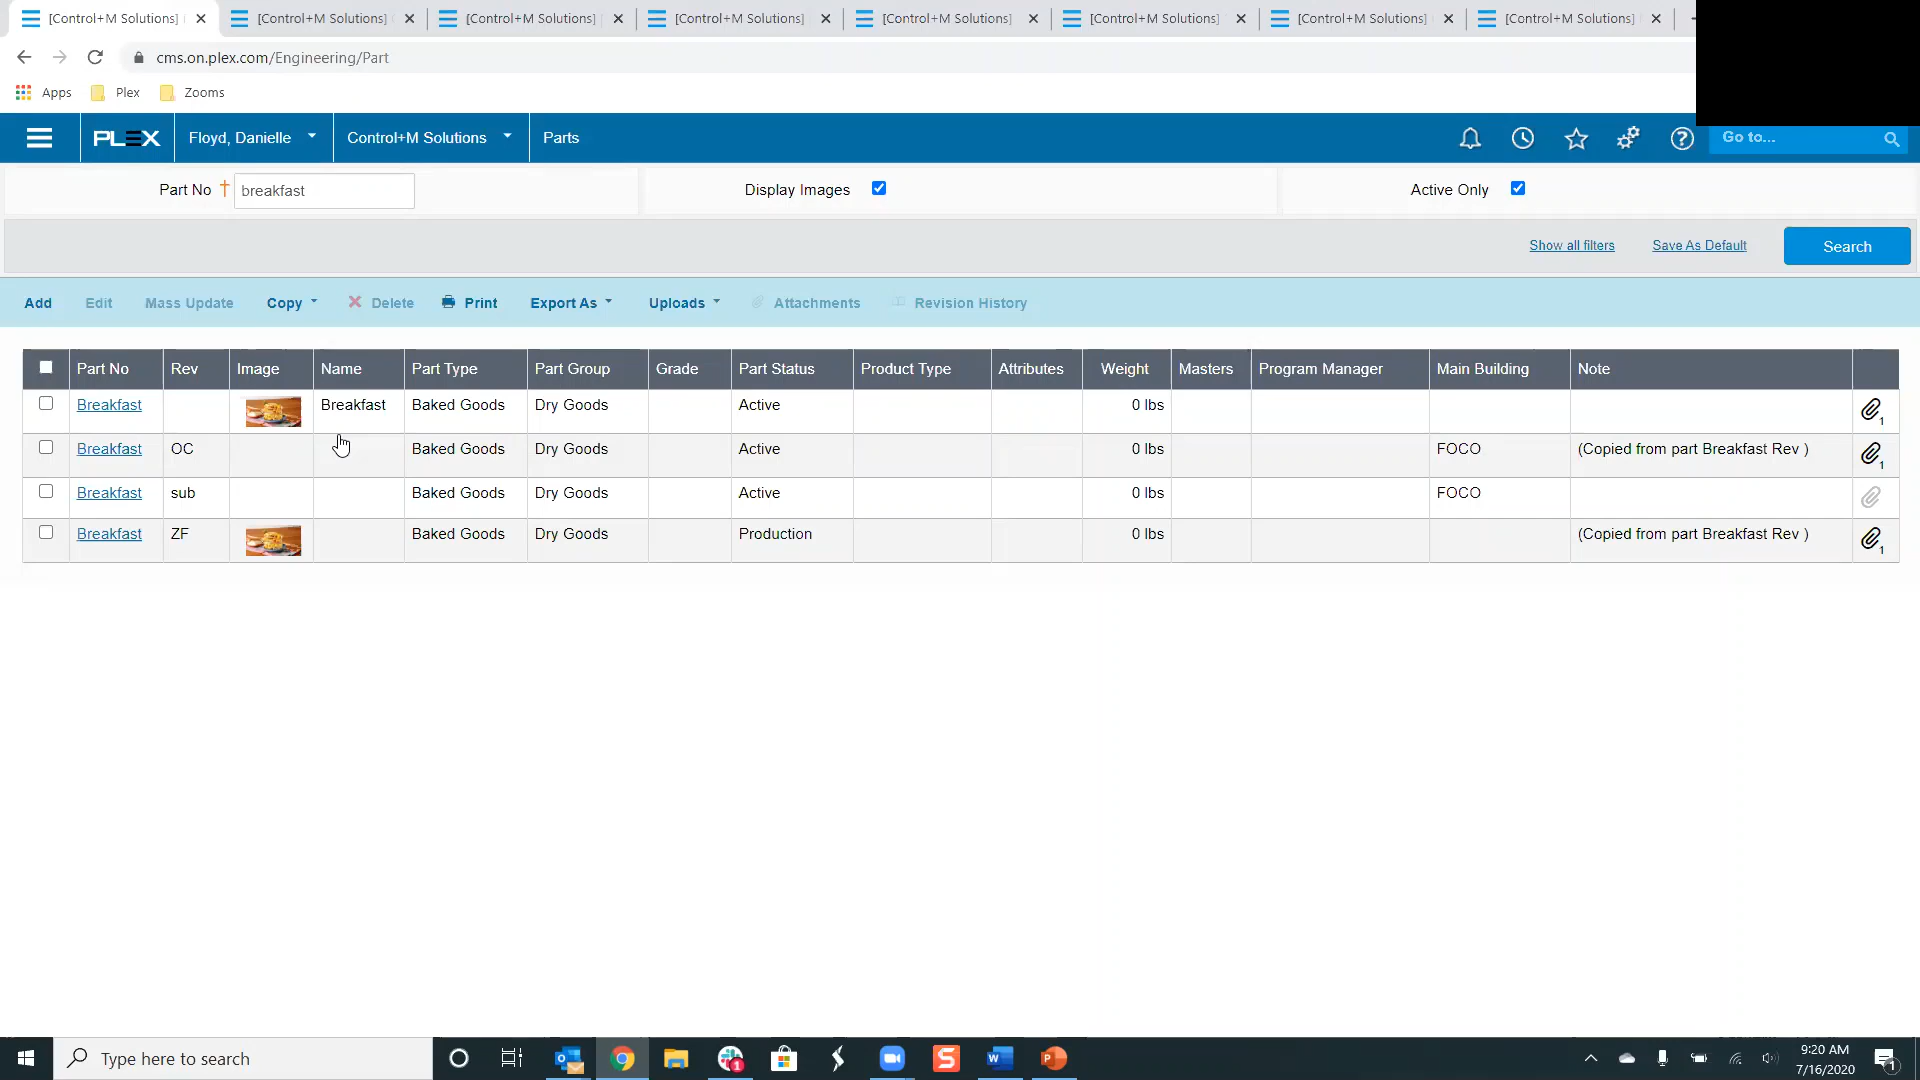 [Control+M Solutions] [Control+M Solutions] [Control+M Solutions] [Control+M Solutions] [Control+M Solutions] [Control+M Solutions] [Control+M Solutions] [Control+M Solutions]
cms.on.plex.com/Engineering/Part
Apps Plex Zooms
PLEX Floyd, Danielle Control+M Solutions Parts Go to...
Part No † breakfast Display Images Active Only
Show all filters Save As Default Search
Add Edit Mass Update Copy Delete Print Export As Uploads Attachments Revision History
Part No Rev Image Name Part Type Part Group Grade Part Status Product Type Attributes Weight Masters Program Manager Main Building Note
Breakfast Breakfast Baked Goods Dry Goods Active 0 lbs 1
Breakfast OC Baked Goods Dry Goods Active 0 lbs FOCO (Copied from part Breakfast Rev ) 1
Breakfast sub Baked Goods Dry Goods Active 0 lbs FOCO
Breakfast ZF Baked Goods Dry Goods Production 0 lbs (Copied from part Breakfast Rev ) 1
Type here to search
9:20 AM
7/16/2020